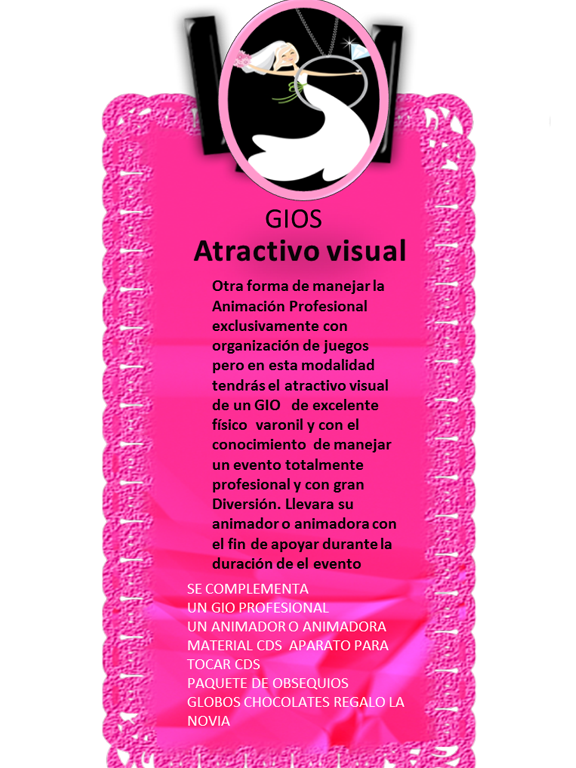 GIOS
Atractivo visual
Otra forma de manejar la
Animación Profesional
exclusivamente con
organización de juegos
pero en esta modalidad
tendrás el atractivo visual
de un GIO de excelente
físico varonil y con el
conocimiento de manejar
un evento totalmente
profesional y con gran
Diversión. Llevara su
animador o animadora con
el fin de apoyar durante la
duración de el evento
SE COMPLEMENTA
UN GIO PROFESIONAL
UN ANIMADOR O ANIMADORA
MATERIAL CDS APARATO PARA
TOCAR CDS
PAQUETE DE OBSEQUIOS
GLOBOS CHOCOLATES REGALO LA
NOVIA